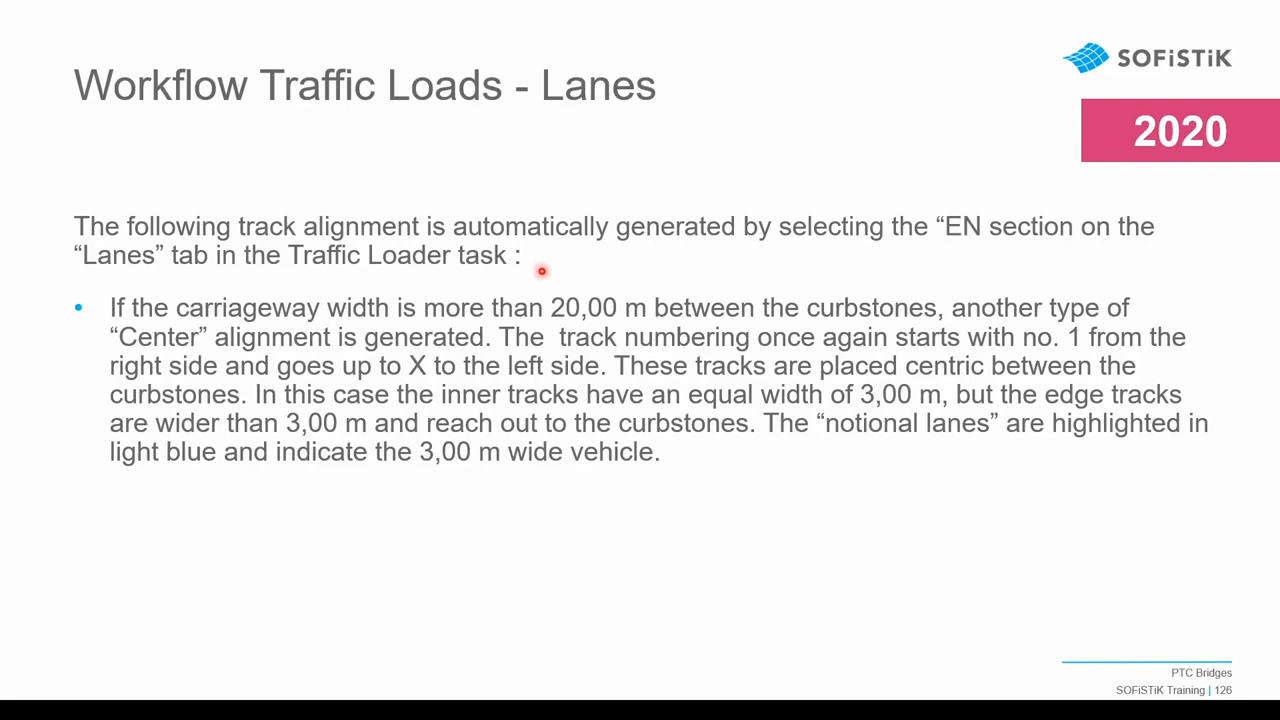 Workflow Traffic Loads - Lanes
SOFiSTiK
2020
The following track alignment is automatically generated by selecting the “EN section on the
“Lanes” tab in the Traffic Loader task :
• If the carriageway width is more than 20,00 m between the curbstones, another type of
“Center” alignment is generated. The  track numbering once again starts with no. 1 from the
right side and goes up to X to the left side. These tracks are placed centric between the
curbstones. In this case the inner tracks have an equal width of 3,00 m, but the edge tracks
are wider than 3,00 m and reach out to the curbstones. The “notional lanes” are highlighted in
light blue and indicate the 3,00 m wide vehicle.
PTC Bridges
SOFiSTiK Training | 126